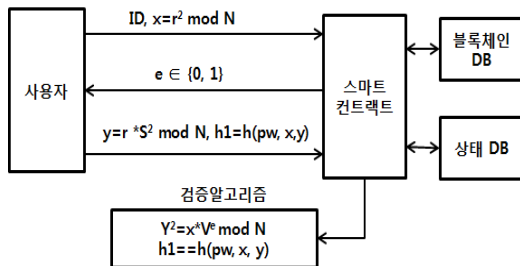 ID, x=r² mod N
e ∈ {0, 1}
y=r *S² mod N, h1=h(pw, x,y)
사용자
스마트
컨트랙트
블록체인
DB
상태 DB
검증알고리즘
Y²=x*Vᵉ mod N
h1==h(pw, x, y)